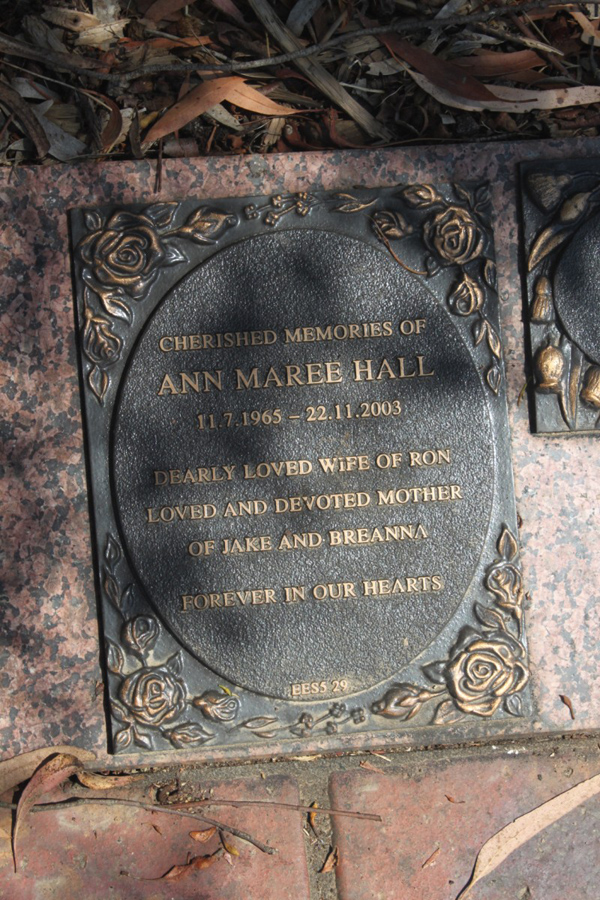 CHERISHED MEMORIES OF
ANN MAREE HALL
11.7.1965 – 22.11.2003
DEARLY LOVED WiFE OF RON
LOVED AND DEVOTED MOTHER
OF JAKE AND BREANNA
FOREVER IN OUR HEARTS
EES5 29